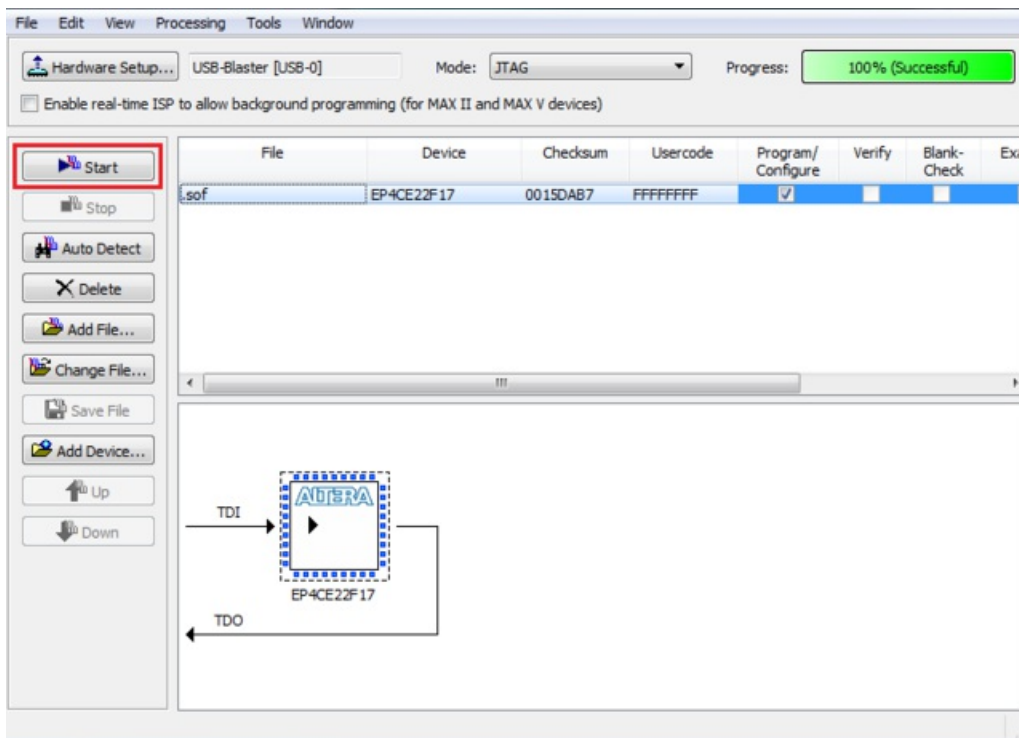 File Edit View Processing Tools Window
Hardware Setup... USB-Blaster [USB-0] Mode: JTAG Progress: 100% (Successful)
Enable real-time ISP to allow background programming (for MAX II and MAX V devices)
Start
Stop
Auto Detect
Delete
Add File...
Change File...
Save File
Add Device...
Up
Down
File Device Checksum Usercode Program/ Verify Blank- Exa
Configure Check
.sof EP4CE22F17 0015DAB7 FFFFFFFF
ALTERA
TDI
EP4CE22F17
TDO